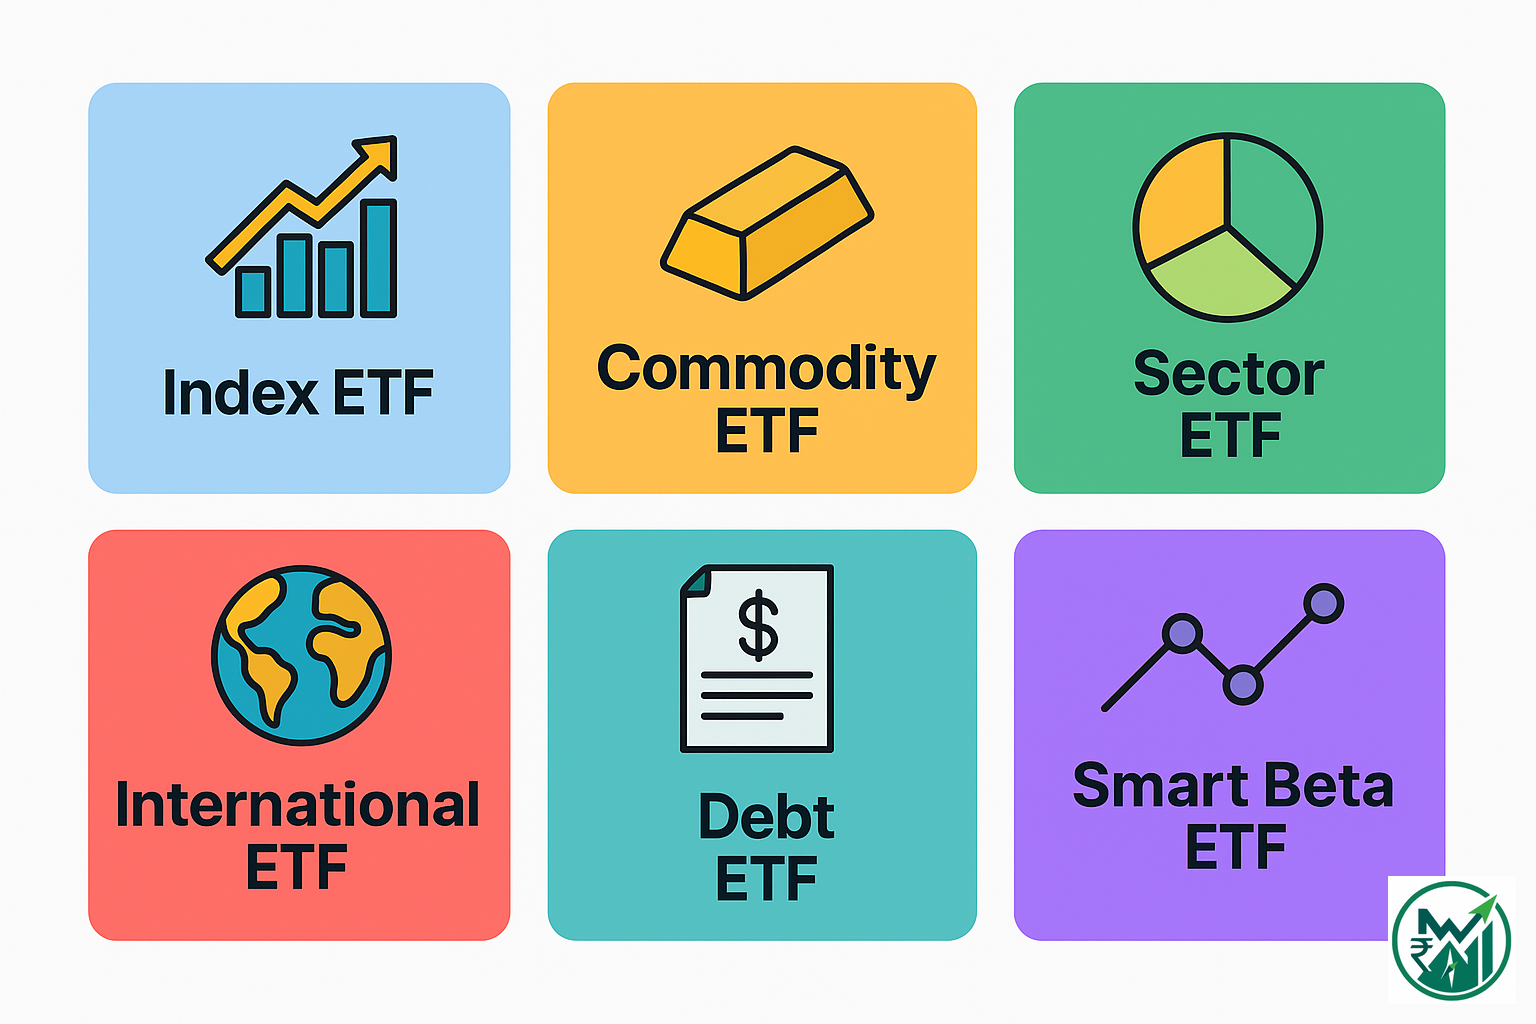 Index ETF
Commodity
ETF
Sector
ETF
International
ETF
$
Debt
ETF
Smart Beta
ETF
₹